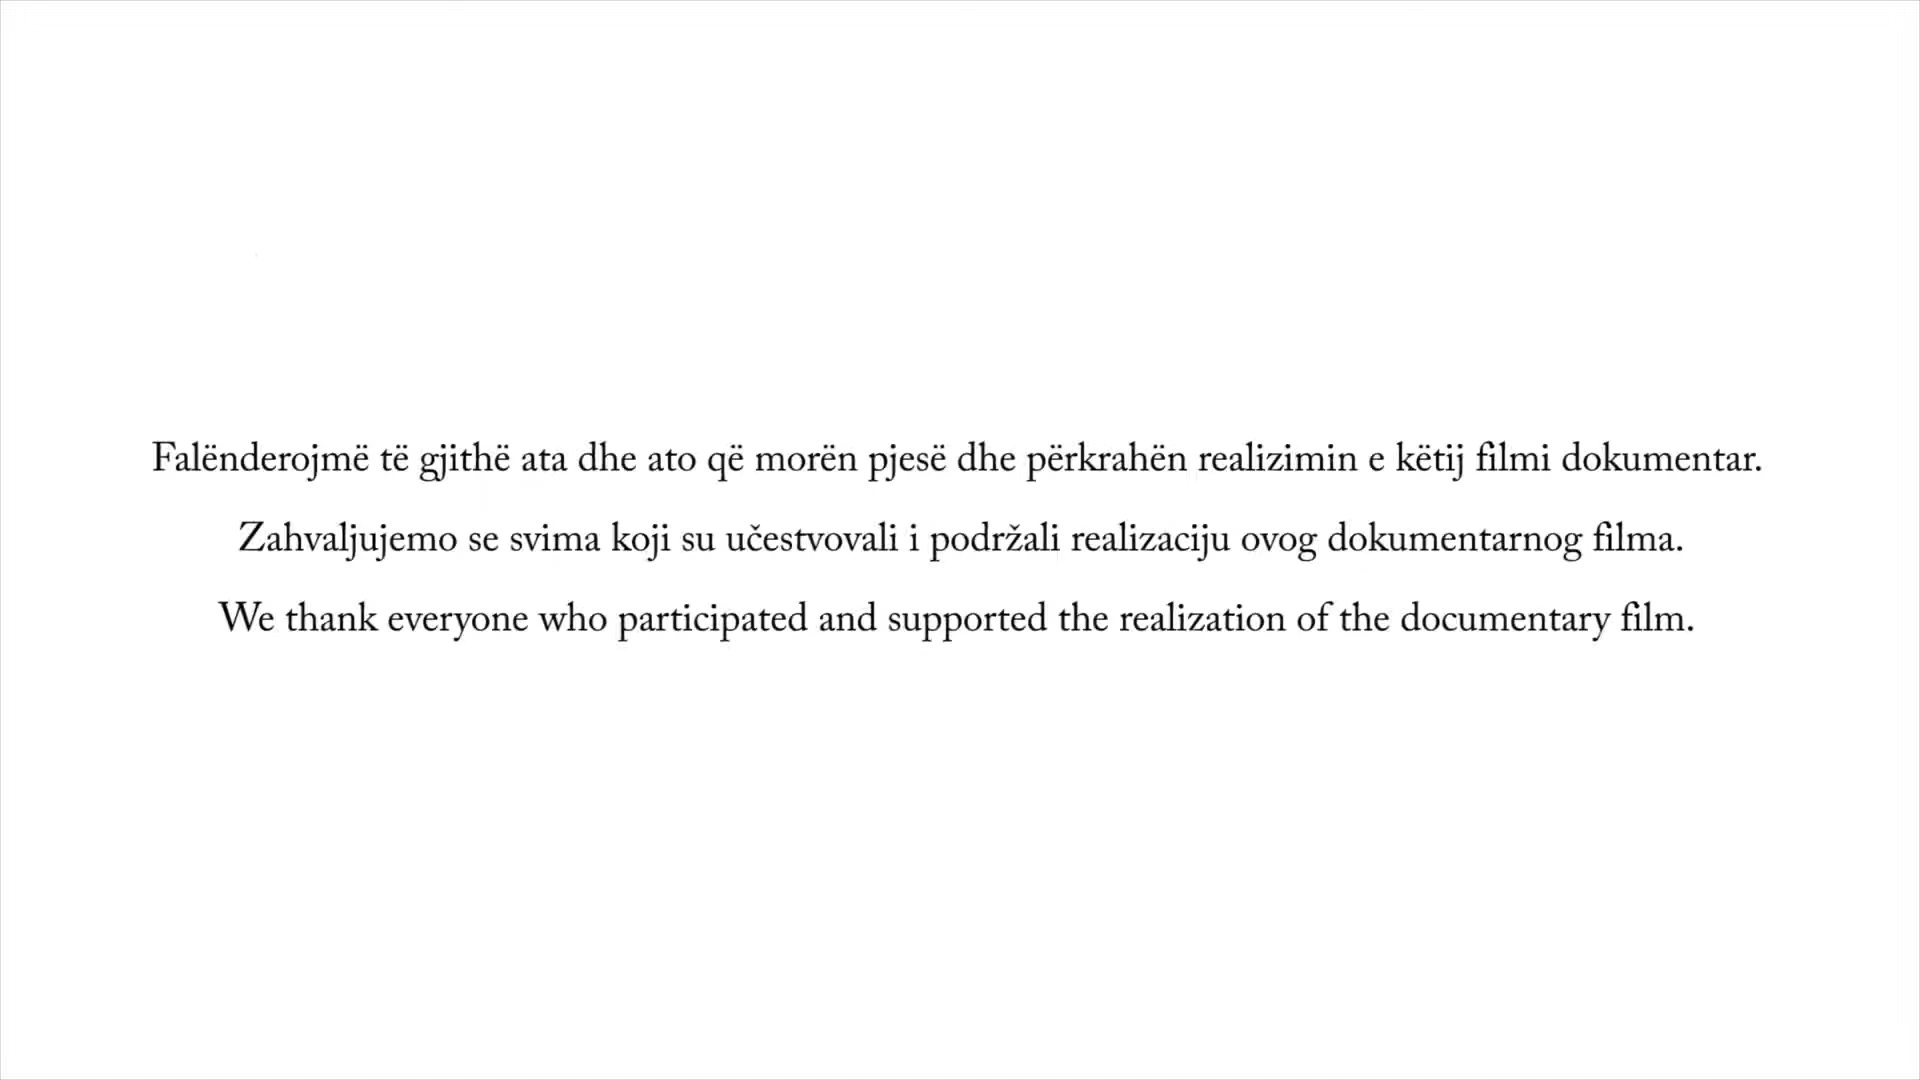 Falënderojmë të gjithë ata dhe ato që morën pjesë dhe përkrahën realizimin e këtij filmi dokumentar.
Zahvaljujemo se svima koji su učestvovali i podržali realizaciju ovog dokumentarnog filma.
We thank everyone who participated and supported the realization of the documentary film.